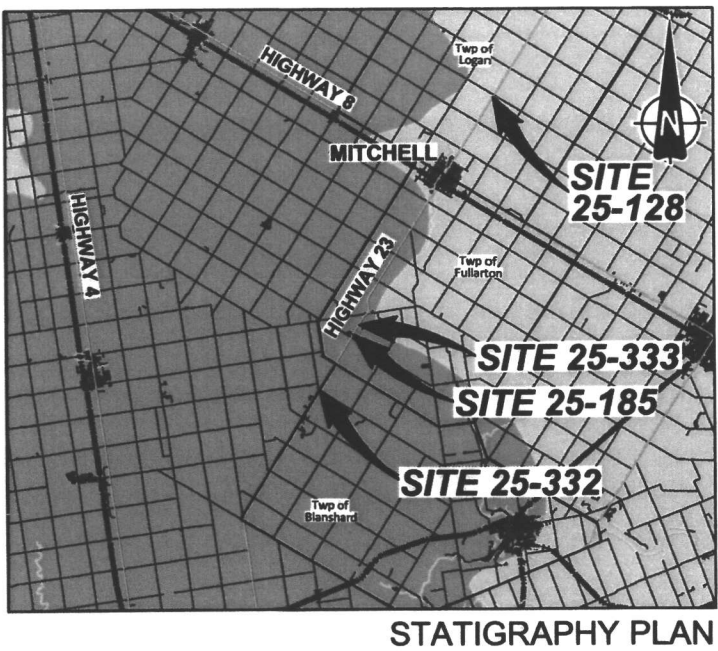 Twp of
Logan
HIGHWAY 8
N
MITCHELL
SITE
25-128
HIGHWAY 4
HIGHWAY 23
Twp of
Fullarton
SITE 25-333
SITE 25-185
SITE 25-332
Twp of
Blanshard
STATIGRAPHY PLAN